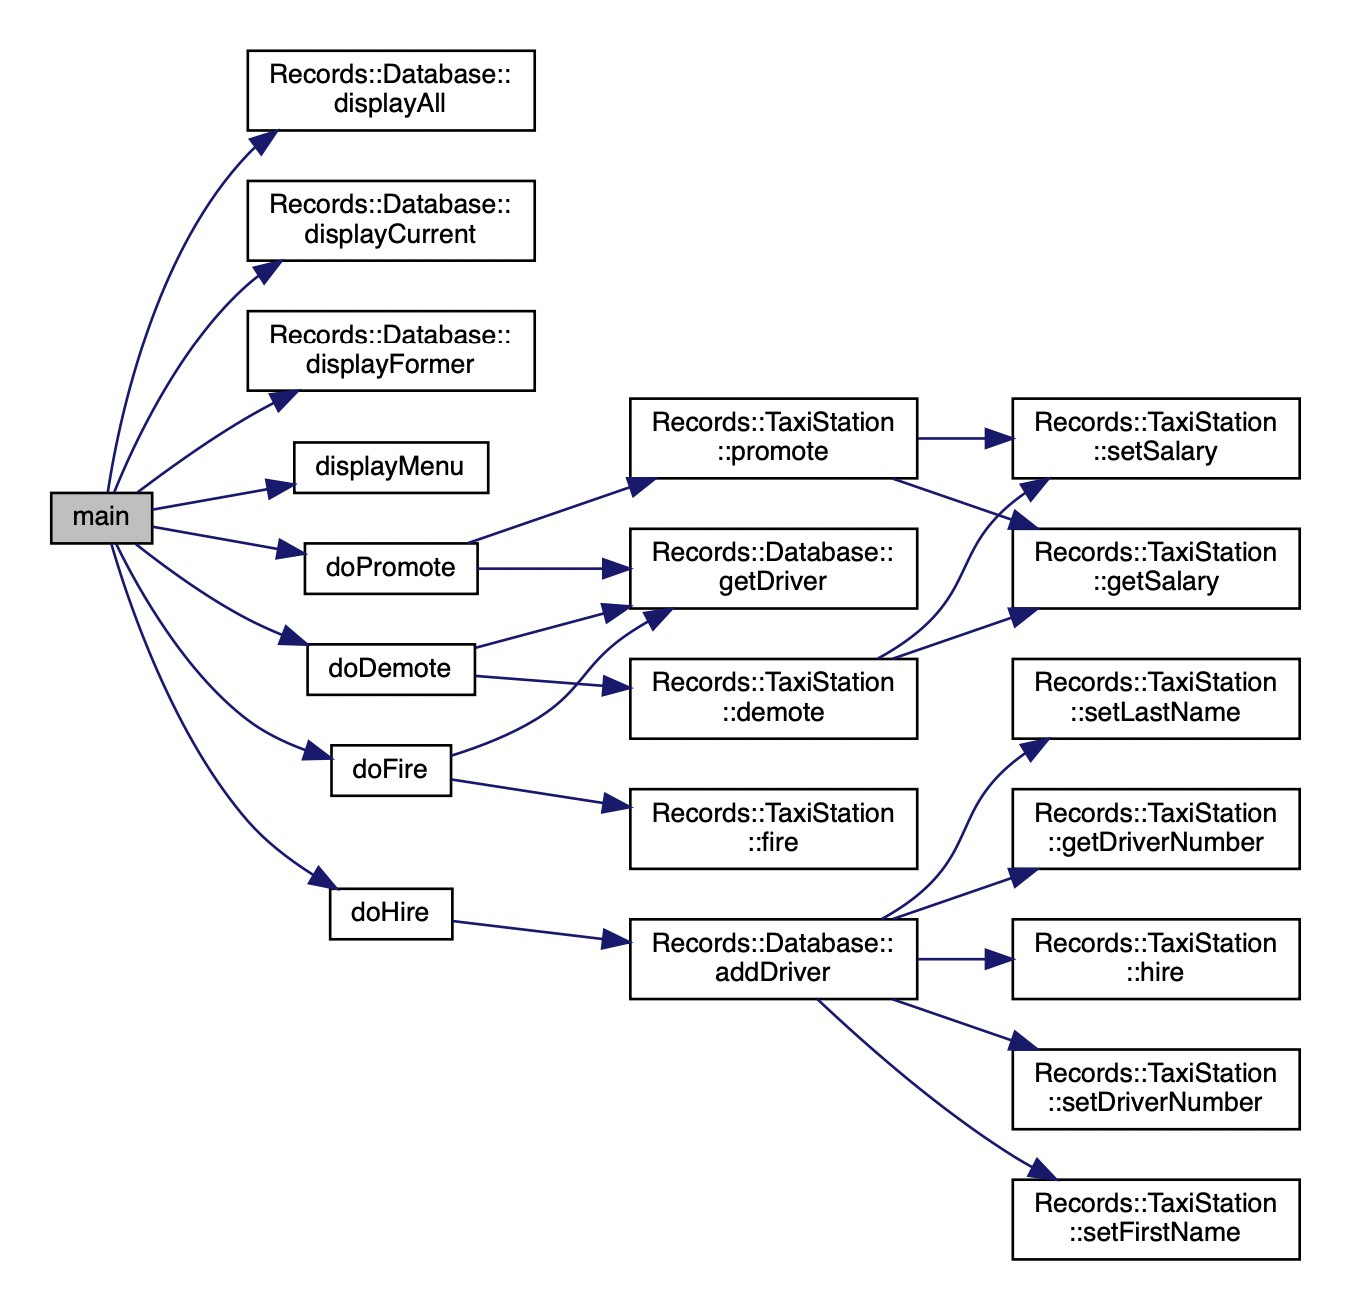 Records::Database::
displayAll
Records::Database::
displayCurrent
Records::Database::
displayFormer
displayMenu
main
doPromote
doDemote
doFire
doHire
Records::TaxiStation
::promote
Records::Database::
getDriver
Records::TaxiStation
::demote
Records::TaxiStation
::fire
Records::Database::
addDriver
Records::TaxiStation
::setSalary
Records::TaxiStation
::getSalary
Records::TaxiStation
::setLastName
Records::TaxiStation
::getDriverNumber
Records::TaxiStation
::hire
Records::TaxiStation
::setDriverNumber
Records::TaxiStation
::setFirstName